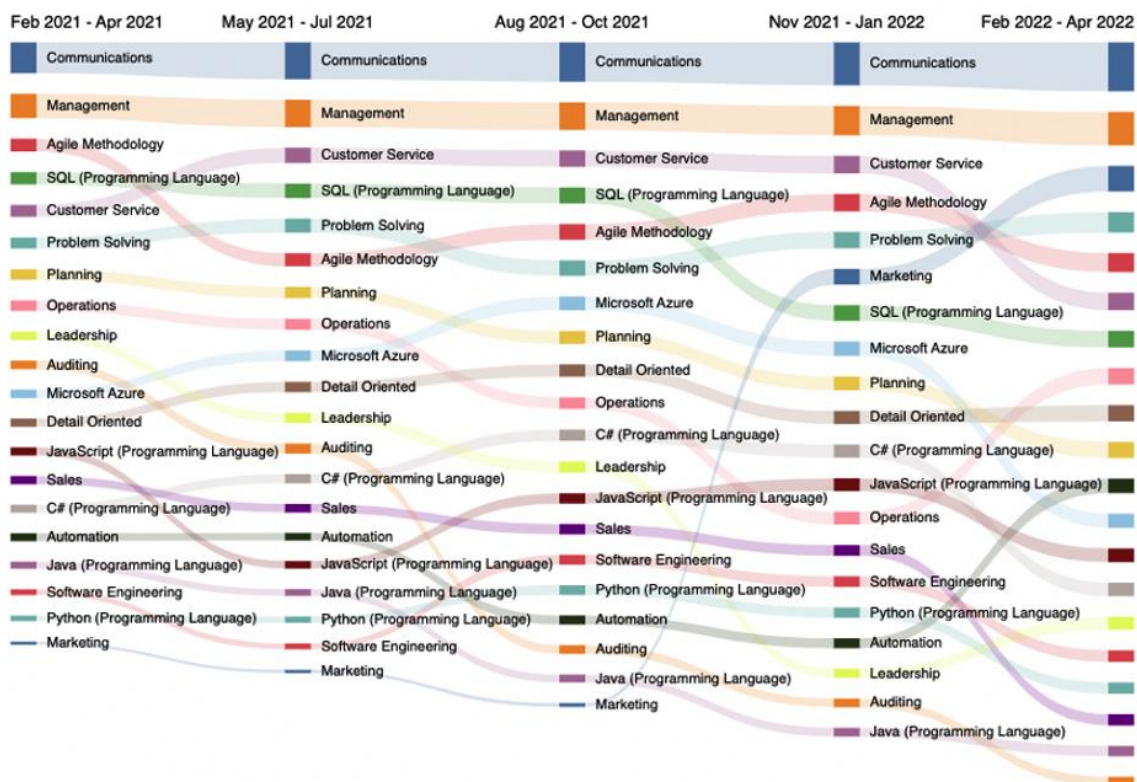 Feb 2021 - Apr 2021
May 2021 - Jul 2021
Aug 2021 - Oct 2021
Nov 2021 - Jan 2022
Feb 2022 - Apr 2022
Communications
Management
Agile Methodology
SQL (Programming Language)
Customer Service
Problem Solving
Planning
Operations
Leadership
Auditing
Microsoft Azure
Detail Oriented
JavaScript (Programming Language)
Sales
C# (Programming Language)
Automation
Java (Programming Language)
Software Engineering
Python (Programming Language)
Marketing
Communications
Management
Customer Service
SQL (Programming Language)
Problem Solving
Agile Methodology
Planning
Operations
Microsoft Azure
Detail Oriented
Leadership
Auditing
C# (Programming Language)
Sales
Automation
JavaScript (Programming Language)
Java (Programming Language)
Python (Programming Language)
Software Engineering
Marketing
Communications
Management
Customer Service
SQL (Programming Language)
Agile Methodology
Problem Solving
Microsoft Azure
Planning
Detail Oriented
Operations
C# (Programming Language)
Leadership
JavaScript (Programming Language)
Sales
Software Engineering
Python (Programming Language)
Automation
Auditing
Java (Programming Language)
Marketing
Communications
Management
Customer Service
Agile Methodology
Problem Solving
Marketing
SQL (Programming Language)
Microsoft Azure
Planning
Detail Oriented
C# (Programming Language)
JavaScript (Programming Language)
Operations
Sales
Software Engineering
Python (Programming Language)
Automation
Leadership
Auditing
Java (Programming Language)